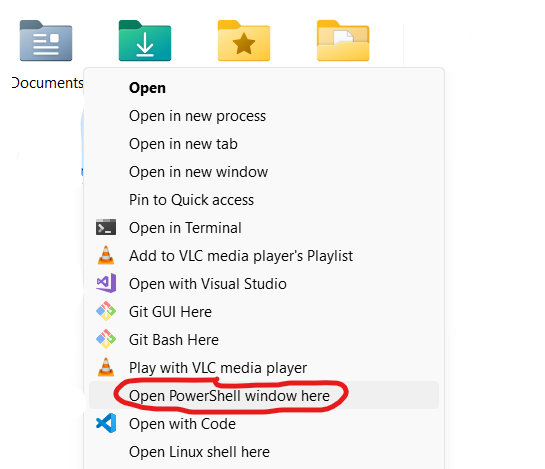 Documents
Open
Open in new process
Open in new tab
Open in new window
Pin to Quick access
Open in Terminal
Add to VLC media player's Playlist
Open with Visual Studio
Git GUI Here
Git Bash Here
Play with VLC media player
Open PowerShell window here
Open with Code
Open Linux shell here